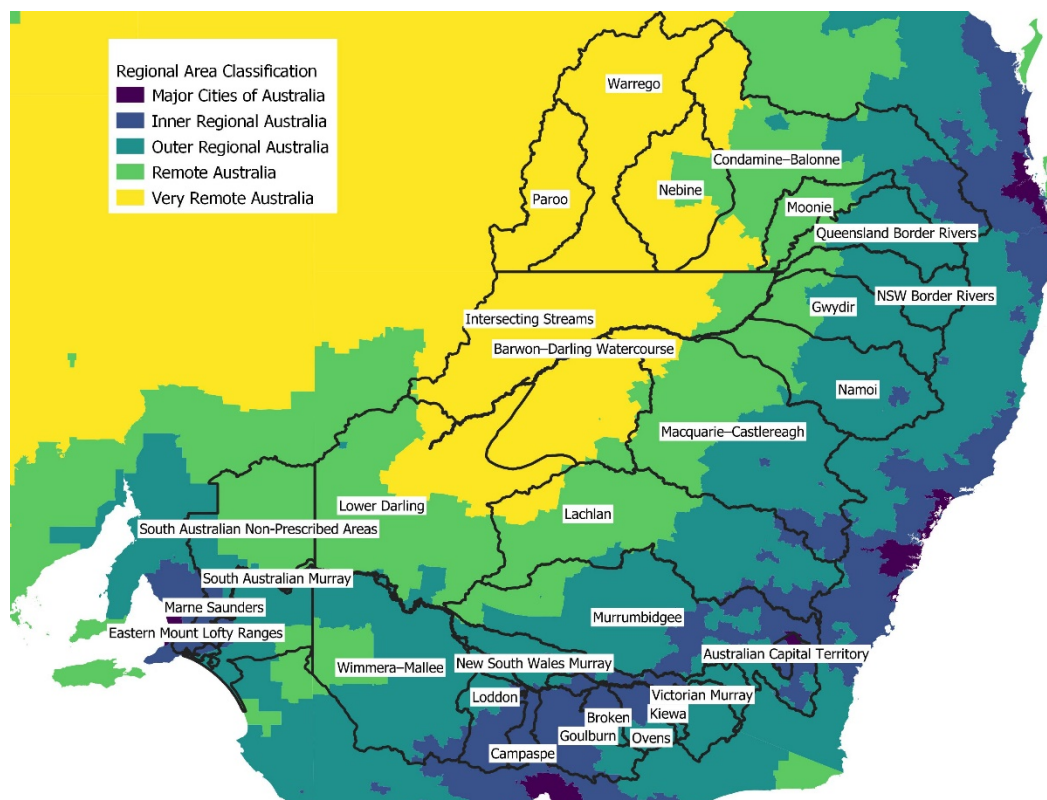 Regional Area Classification
Major Cities of Australia
Inner Regional Australia
Outer Regional Australia
Remote Australia
Very Remote Australia
Warrego
Condamine–Balonne
Paroo
Nebine
Moonie
Queensland Border Rivers
NSW Border Rivers
Gwydir
Intersecting Streams
Barwon–Darling Watercourse
Namoi
Macquarie–Castlereagh
Lower Darling
Lachlan
South Australian Non-Prescribed Areas
South Australian Murray
Marne Saunders
Murrumbidgee
Eastern Mount Lofty Ranges
Australian Capital Territory
Wimmera–Mallee
New South Wales Murray
Loddon
Victorian Murray
Broken
Kiewa
Goulburn
Ovens
Campaspe